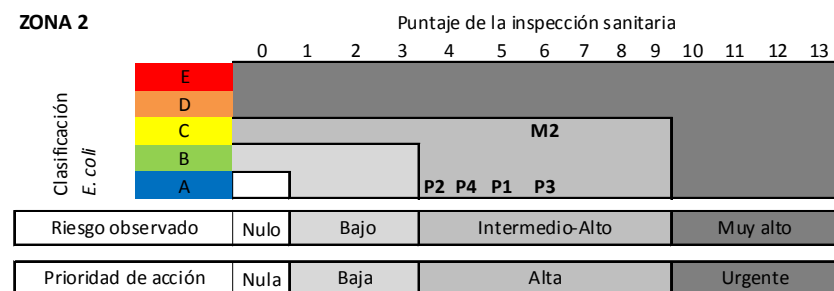 ZONA 2
Puntaje de la inspección sanitaria
0 1 2 3 4 5 6 7 8 9 10 11 12 13
Clasificación
E. coli
E
D
C M2
B
A P2 P4 P1 P3
Riesgo observado Nulo Bajo Intermedio-Alto Muy alto
Prioridad de acción Nula Baja Alta Urgente